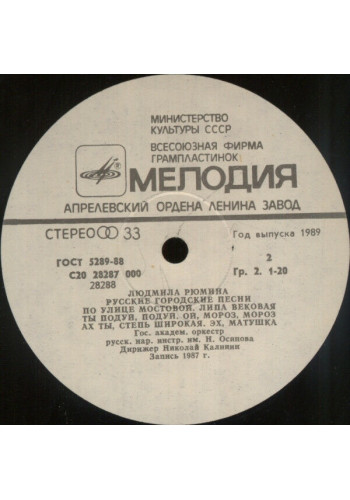 МИНИСТЕРСТВО
КУЛЬТУРЫ СССР
ВСЕСОЮЗНАЯ ФИРМА
ГРАМПЛАСТИНОК
МЕЛОДИЯ
АПРЕЛЕВСКИЙ ОРДЕНА ЛЕНИНА ЗАВОД
СТЕРЕО 33
Год выпуска 1989
ГОСТ 5289-88
2
С20 28287 000
Гр. 2. 1-20
28288
ЛЮДМИЛА РЮМИНА
РУССКИЕ ГОРОДСКИЕ ПЕСНИ
ПО УЛИЦЕ МОСТОВОЙ. ЛИПА ВЕКОВАЯ
ТЫ ПОДУЙ, ПОДУЙ. ОЙ, МОРОЗ, МОРОЗ
АХ ТЫ, СТЕПЬ ШИРОКАЯ. ЭХ, МАТУШКА
Гос. академ. оркестр
русск. нар. инстр. им. Н. Осипова
Дирижер Николай Калинин
Запись 1987 г.